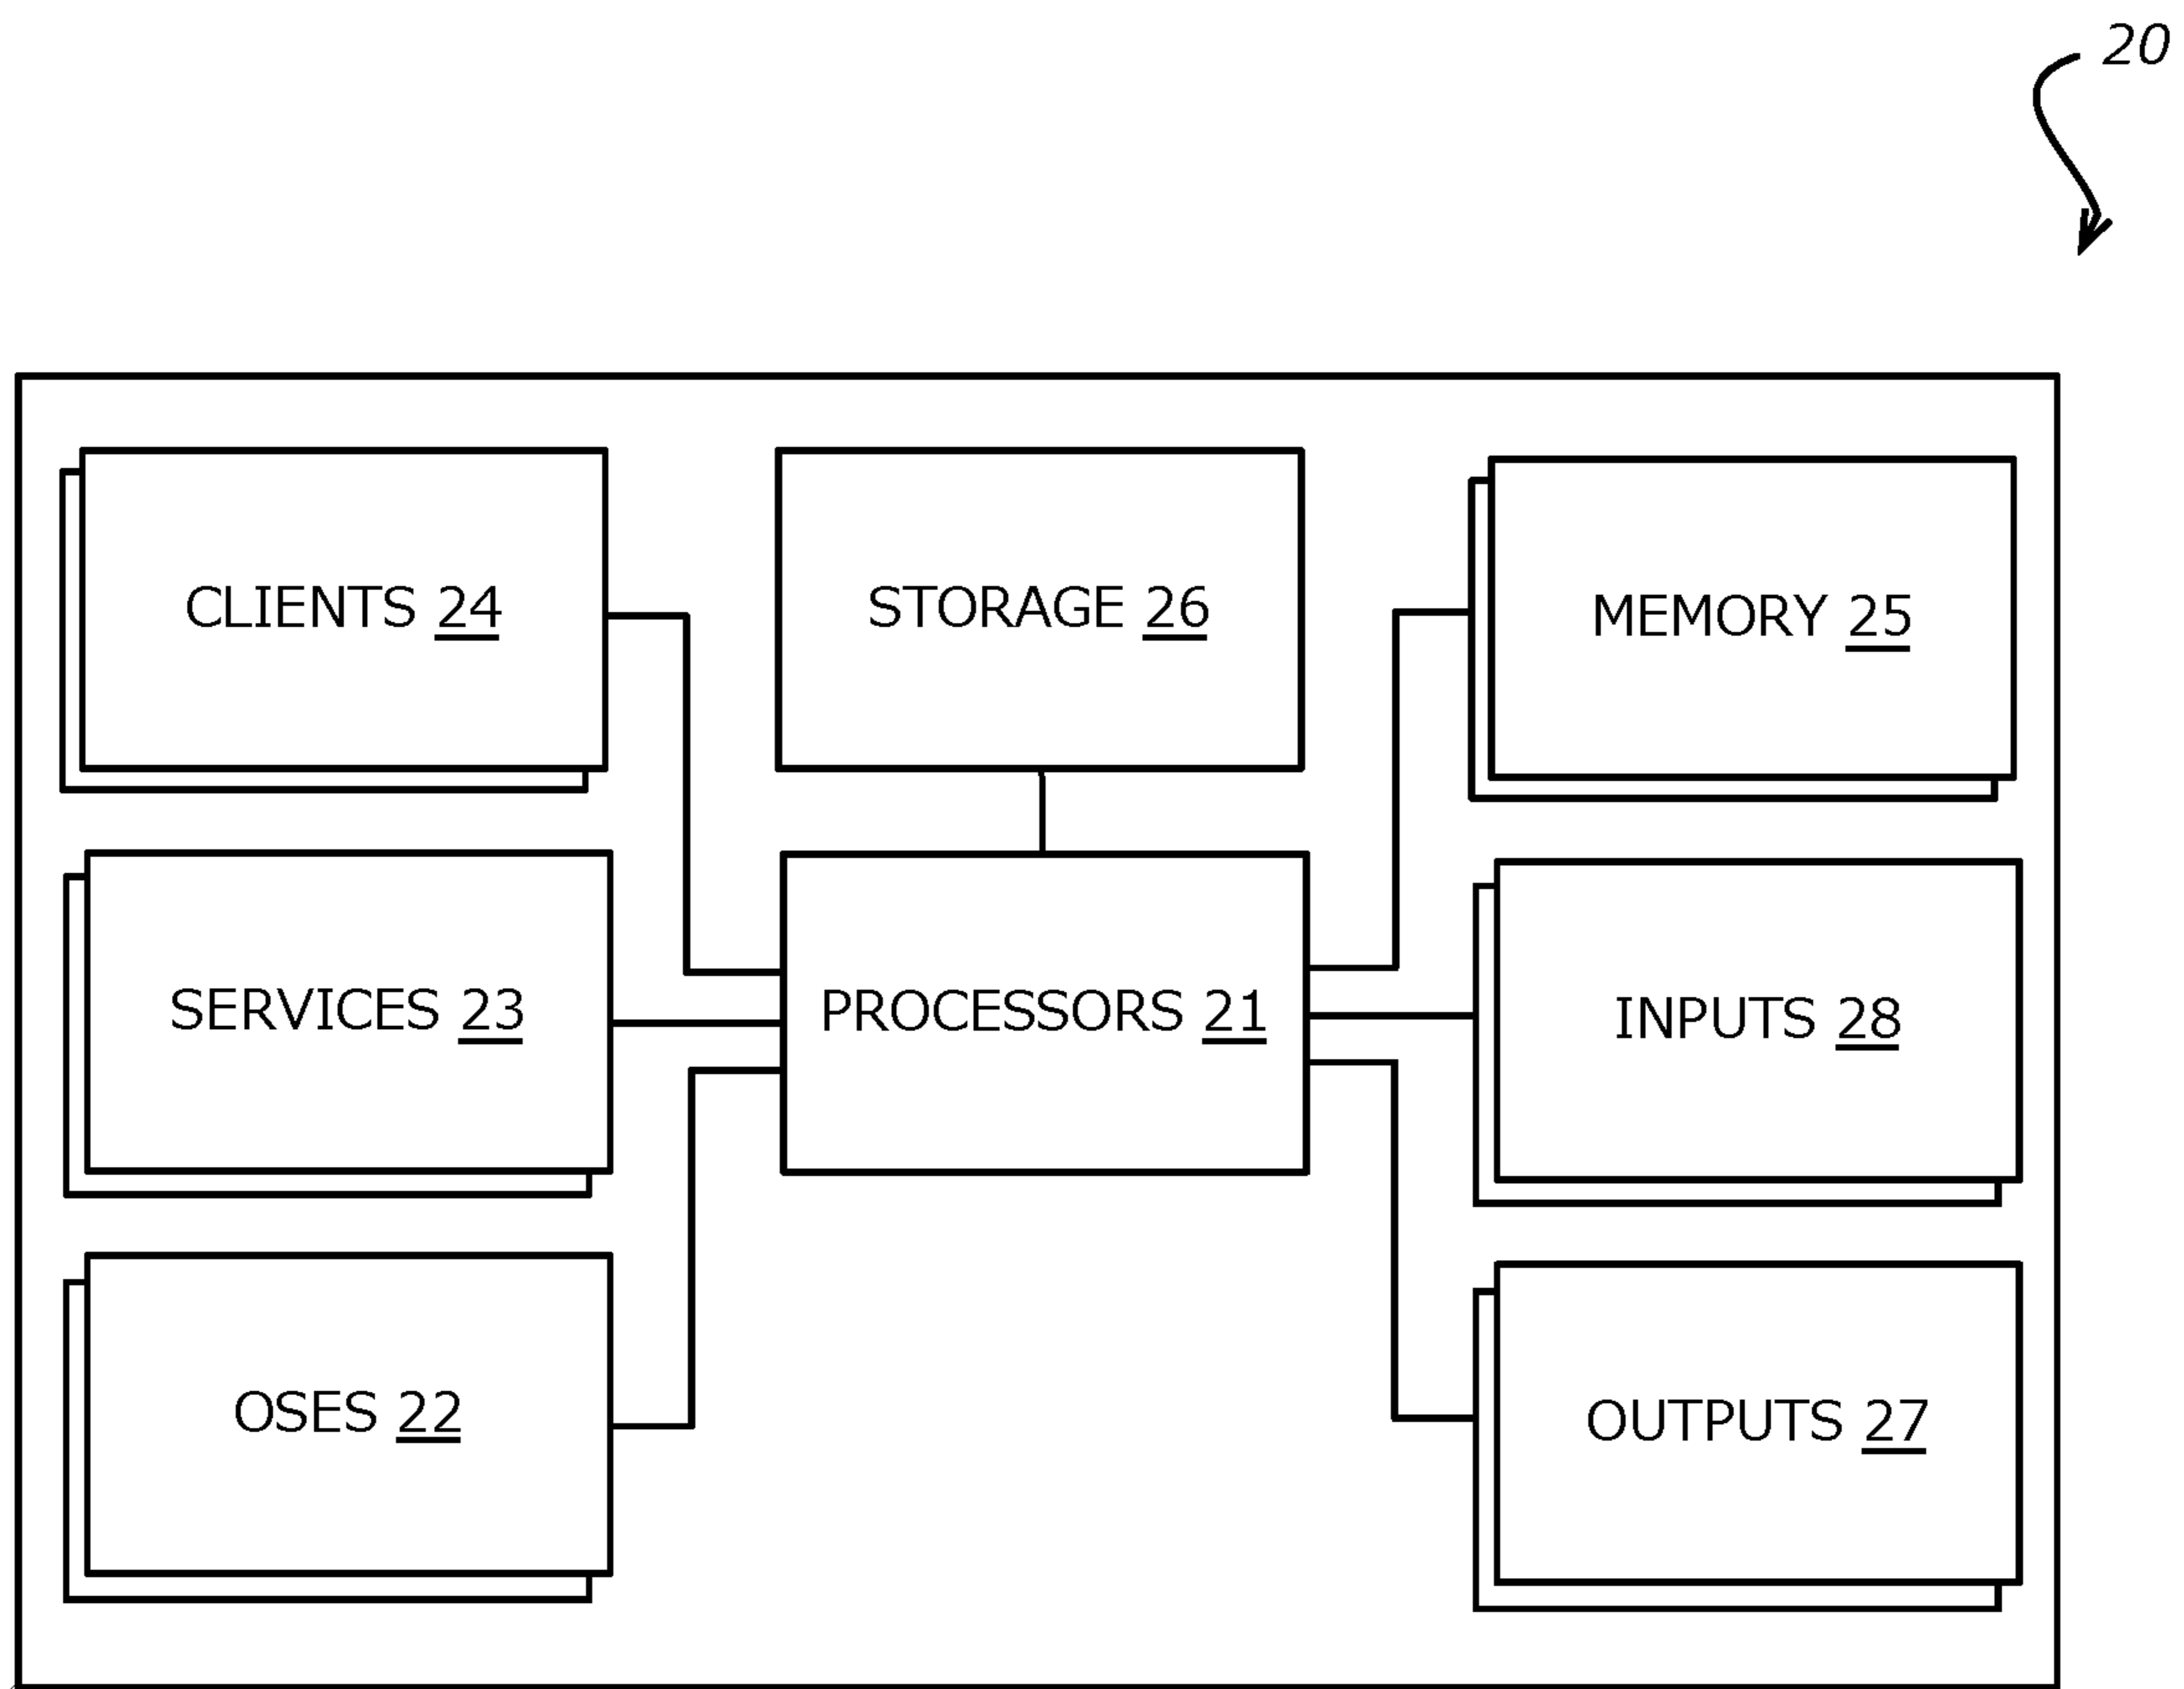 20
CLIENTS 24
STORAGE 26
MEMORY 25
SERVICES 23
PROCESSORS 21
INPUTS 28
OSES 22
OUTPUTS 27